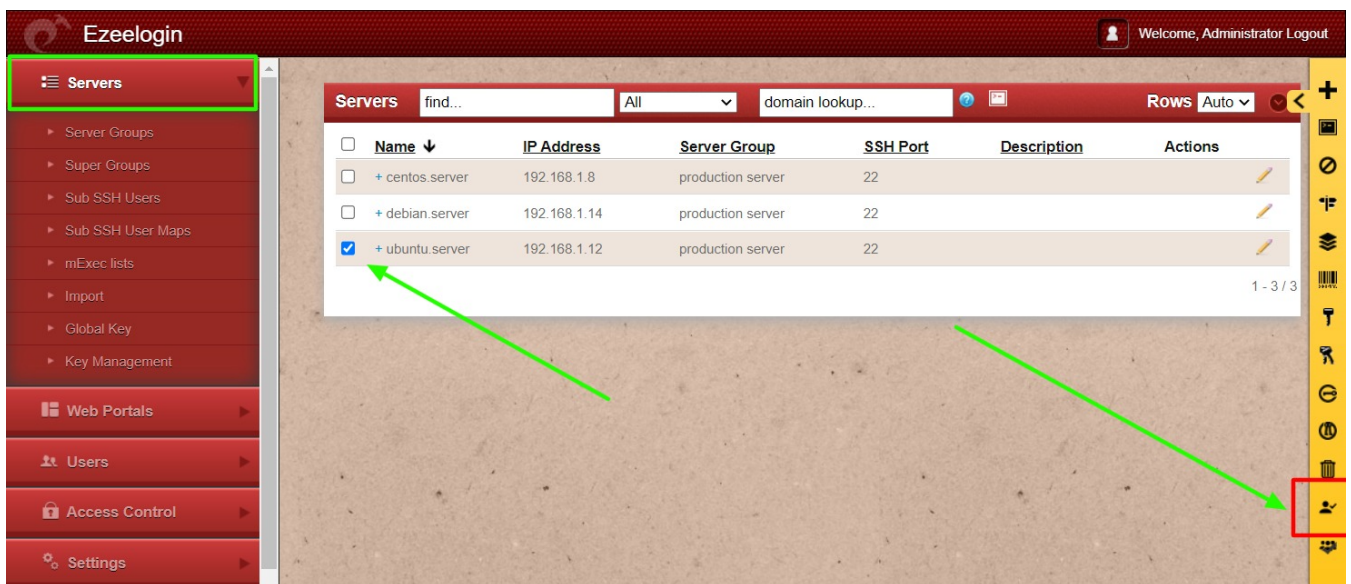 Ezeelogin
Welcome, Administrator Logout
Servers
Server Groups
Super Groups
Sub SSH Users
Sub SSH User Maps
mExec lists
Import
Global Key
Key Management
Web Portals
Users
Access Control
Settings
Servers find... All domain lookup... ? Rows Auto
Name IP Address Server Group SSH Port Description Actions
+ centos.server 192.168.1.8 production server 22
+ debian.server 192.168.1.14 production server 22
+ ubuntu.server 192.168.1.12 production server 22
1 - 3 / 3